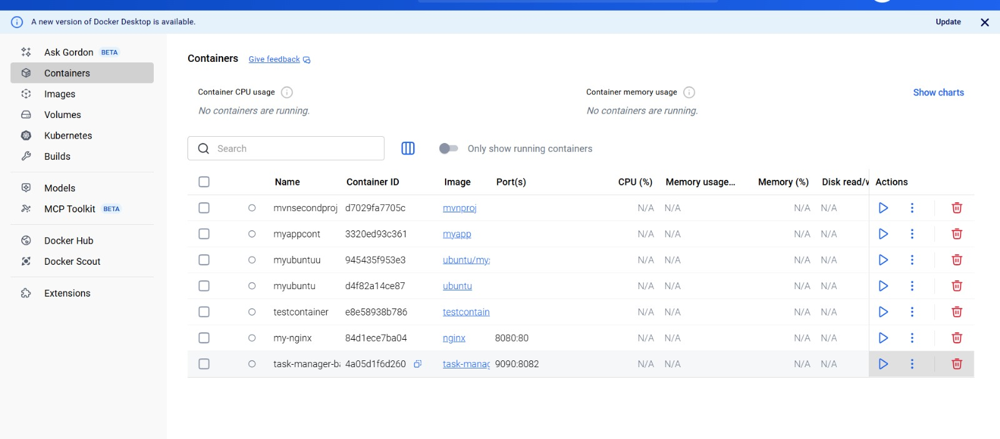 A new version of Docker Desktop is available. Update
Ask Gordon BETA
Containers
Images
Volumes
Kubernetes
Builds
Models
MCP Toolkit BETA
Docker Hub
Docker Scout
Extensions
Containers Give feedback
Container CPU usage
No containers are running.
Container memory usage
No containers are running.
Show charts
Search
Only show running containers
Name Container ID Image Port(s) CPU (%) Memory usage... Memory (%) Disk read/w Actions
mvnsecondproj d7029fa7705c mvnproj N/A N/A N/A N/A
myappcont 3320ed93c361 myapp N/A N/A N/A N/A
myubuntuu 945435f953e3 ubuntu/mys N/A N/A N/A N/A
myubuntu d4f82a14ce87 ubuntu N/A N/A N/A N/A
testcontainer e8e58938b786 testcontain N/A N/A N/A N/A
my-nginx 84d1ece7ba04 nginx 8080:80 N/A N/A N/A N/A
task-manager-ba 4a05d1f6d260 task-manag 9090:8082 N/A N/A N/A N/A